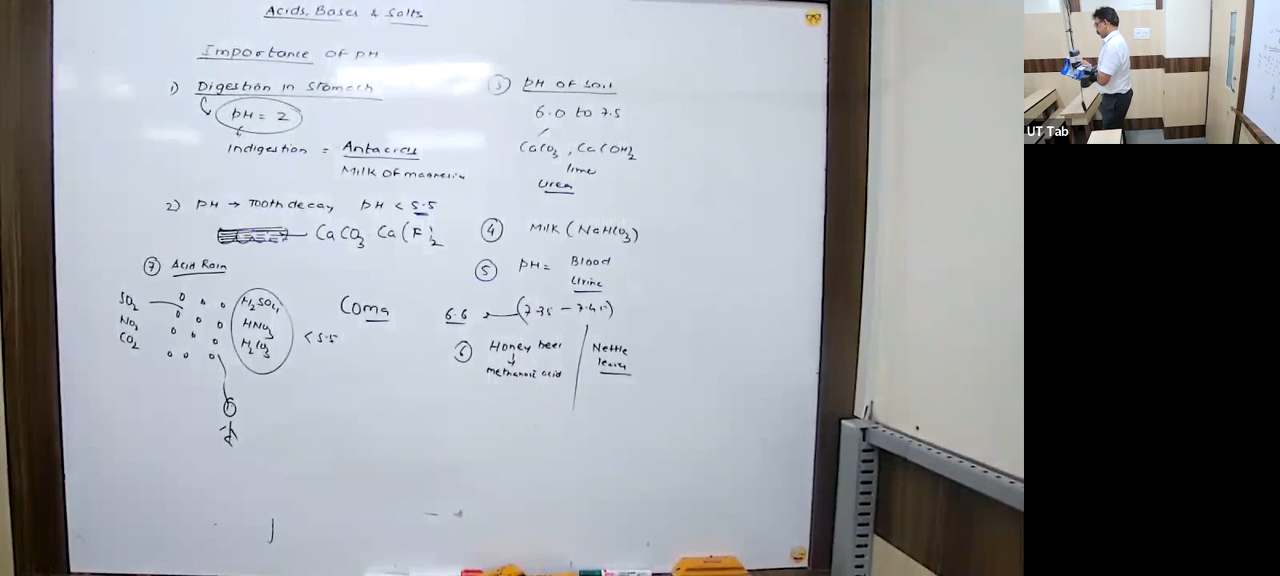 Acids, Bases & Salts
Importance of pH
1) Digestion in stomach
pH = 2
Indigestion = Antacids
Milk of magnesia
2) pH → Tooth decay pH < 5.5
CaCO3 Ca(F)2
7 Acid Rain
SO2
NO2
CO2
H2SO4
HNO3
H2CO3
< 5.5
Coma
3) pH of soil
6.0 to 7.5
CaCO3, Ca(OH)2
lime
Urea
4 Milk (NaHCO3)
5 pH = Blood
Urine
6.6 (7.35 - 7.45)
6 Honey bee
↓
methanoic acid
Nettle
leaves
UT Tab